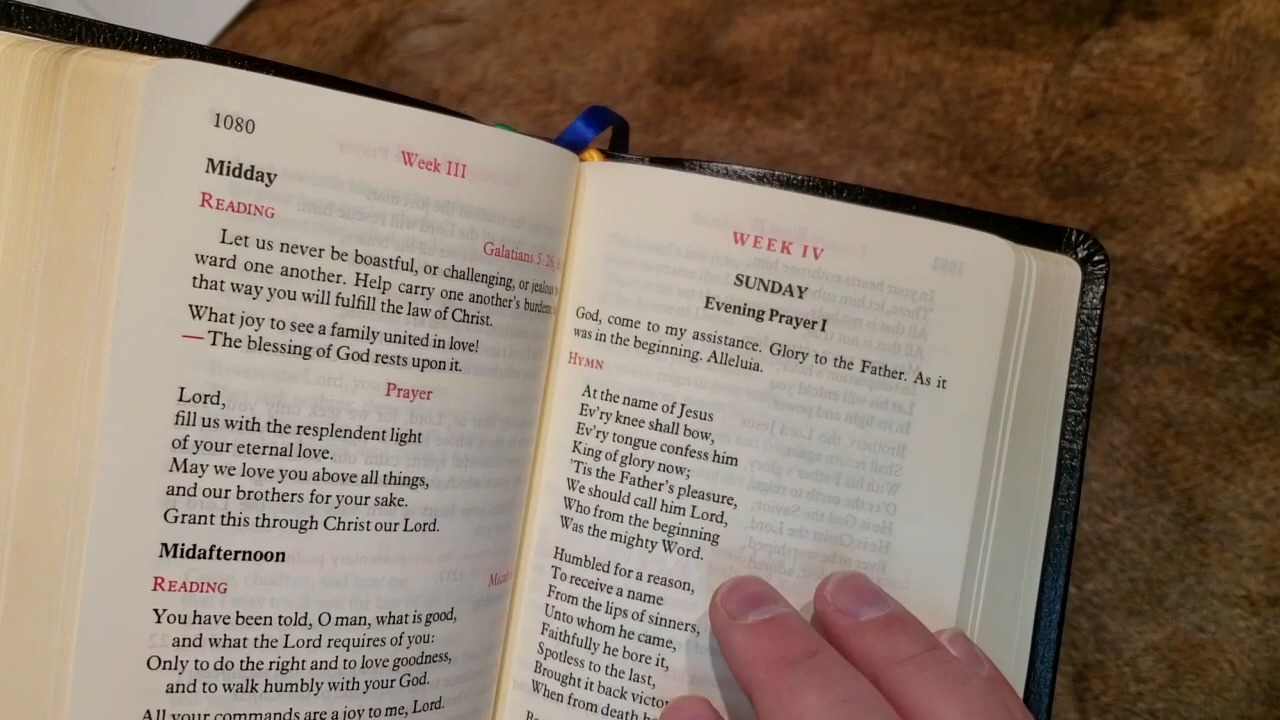 1080
Week III
Midday
READING
Galatians 5:26,
Let us never be boastful, or challenging, or jealous
ward one another. Help carry one another's burdens
that way you will fulfill the law of Christ.
What joy to see a family united in love!
— The blessing of God rests upon it.
Prayer
Lord,
fill us with the resplendent light
of your eternal love.
May we love you above all things,
and our brothers for your sake.
Grant this through Christ our Lord.
Midafternoon
READING
You have been told, O man, what is good,
and what the Lord requires of you:
Only to do the right and to love goodness,
and to walk humbly with your God.
All your commands are a joy to me, Lord.
WEEK IV
SUNDAY
Evening Prayer I
God, come to my assistance. Glory to the Father. As it
was in the beginning. Alleluia.
HYMN
At the name of Jesus
Ev'ry knee shall bow,
Ev'ry tongue confess him
King of glory now;
'Tis the Father's pleasure,
We should call him Lord,
Who from the beginning
Was the mighty Word.
Humbled for a reason,
To receive a name
From the lips of sinners,
Unto whom he came,
Faithfully he bore it,
Spotless to the last,
Brought it back
When from death